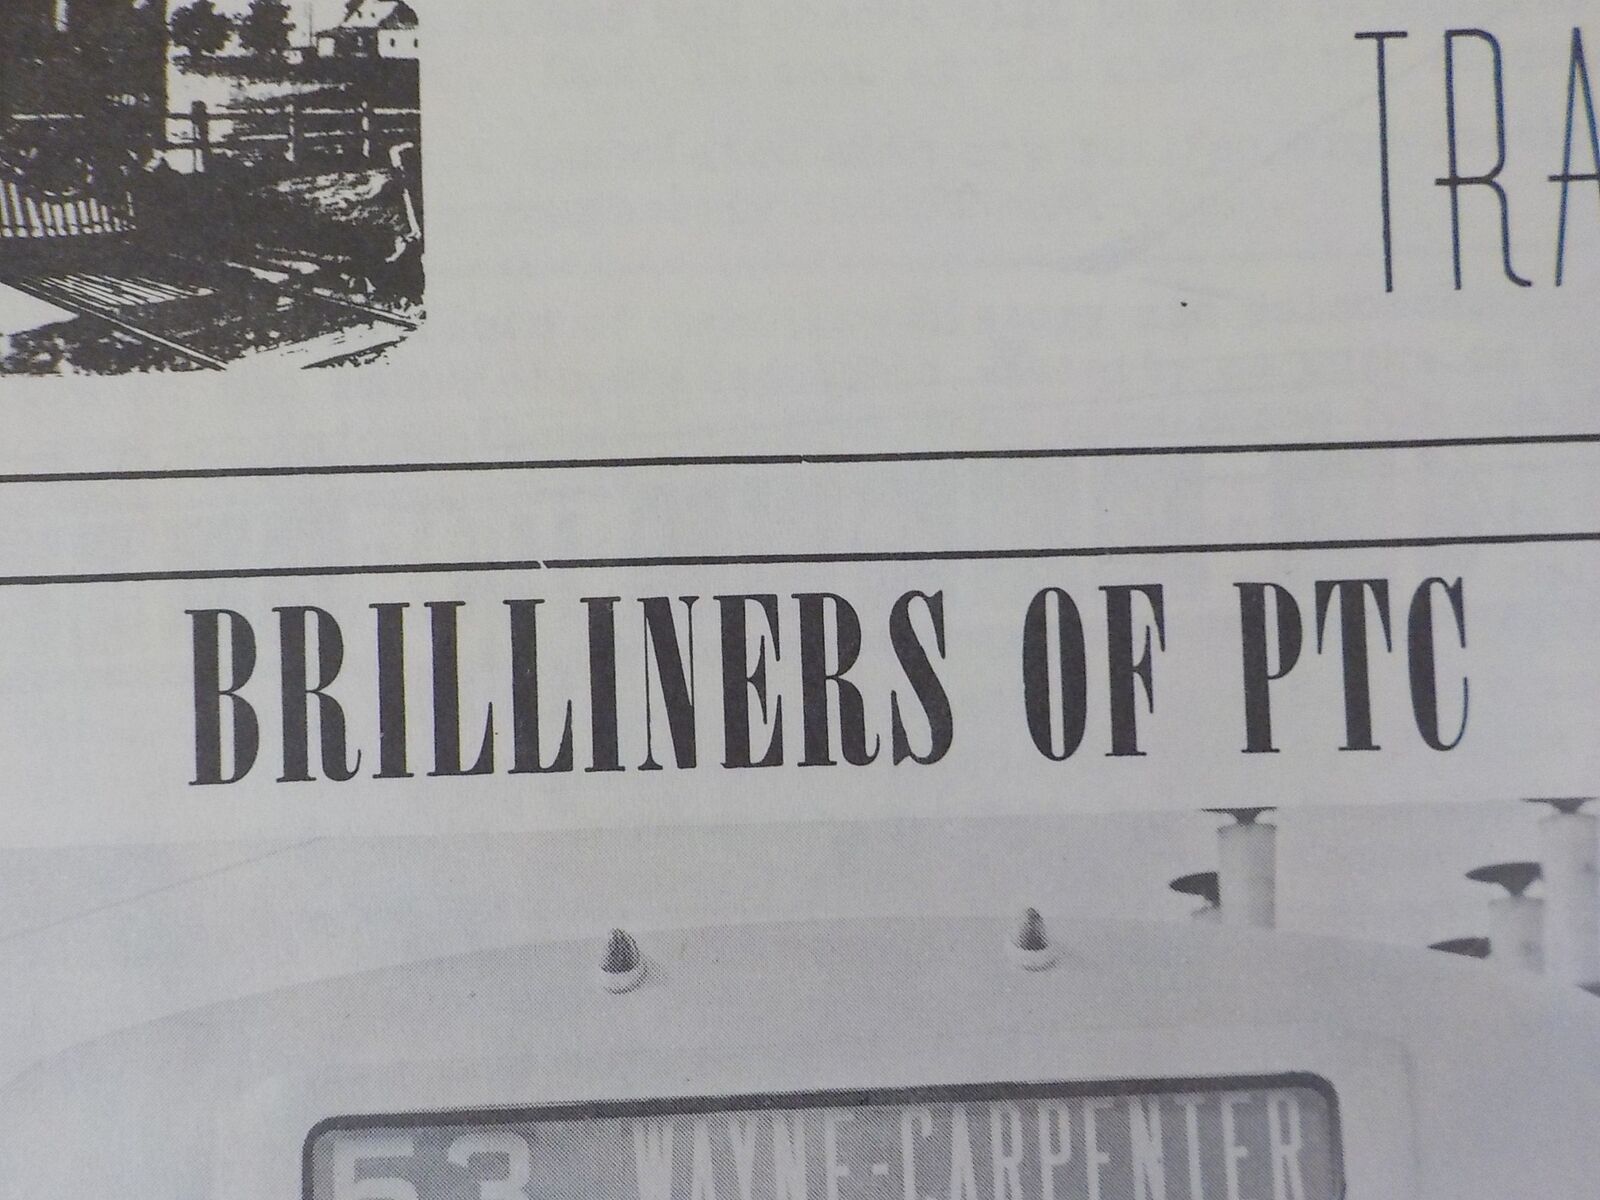 TRA
BRILLINERS OF PTC
53 WAYNE-CARPENTER